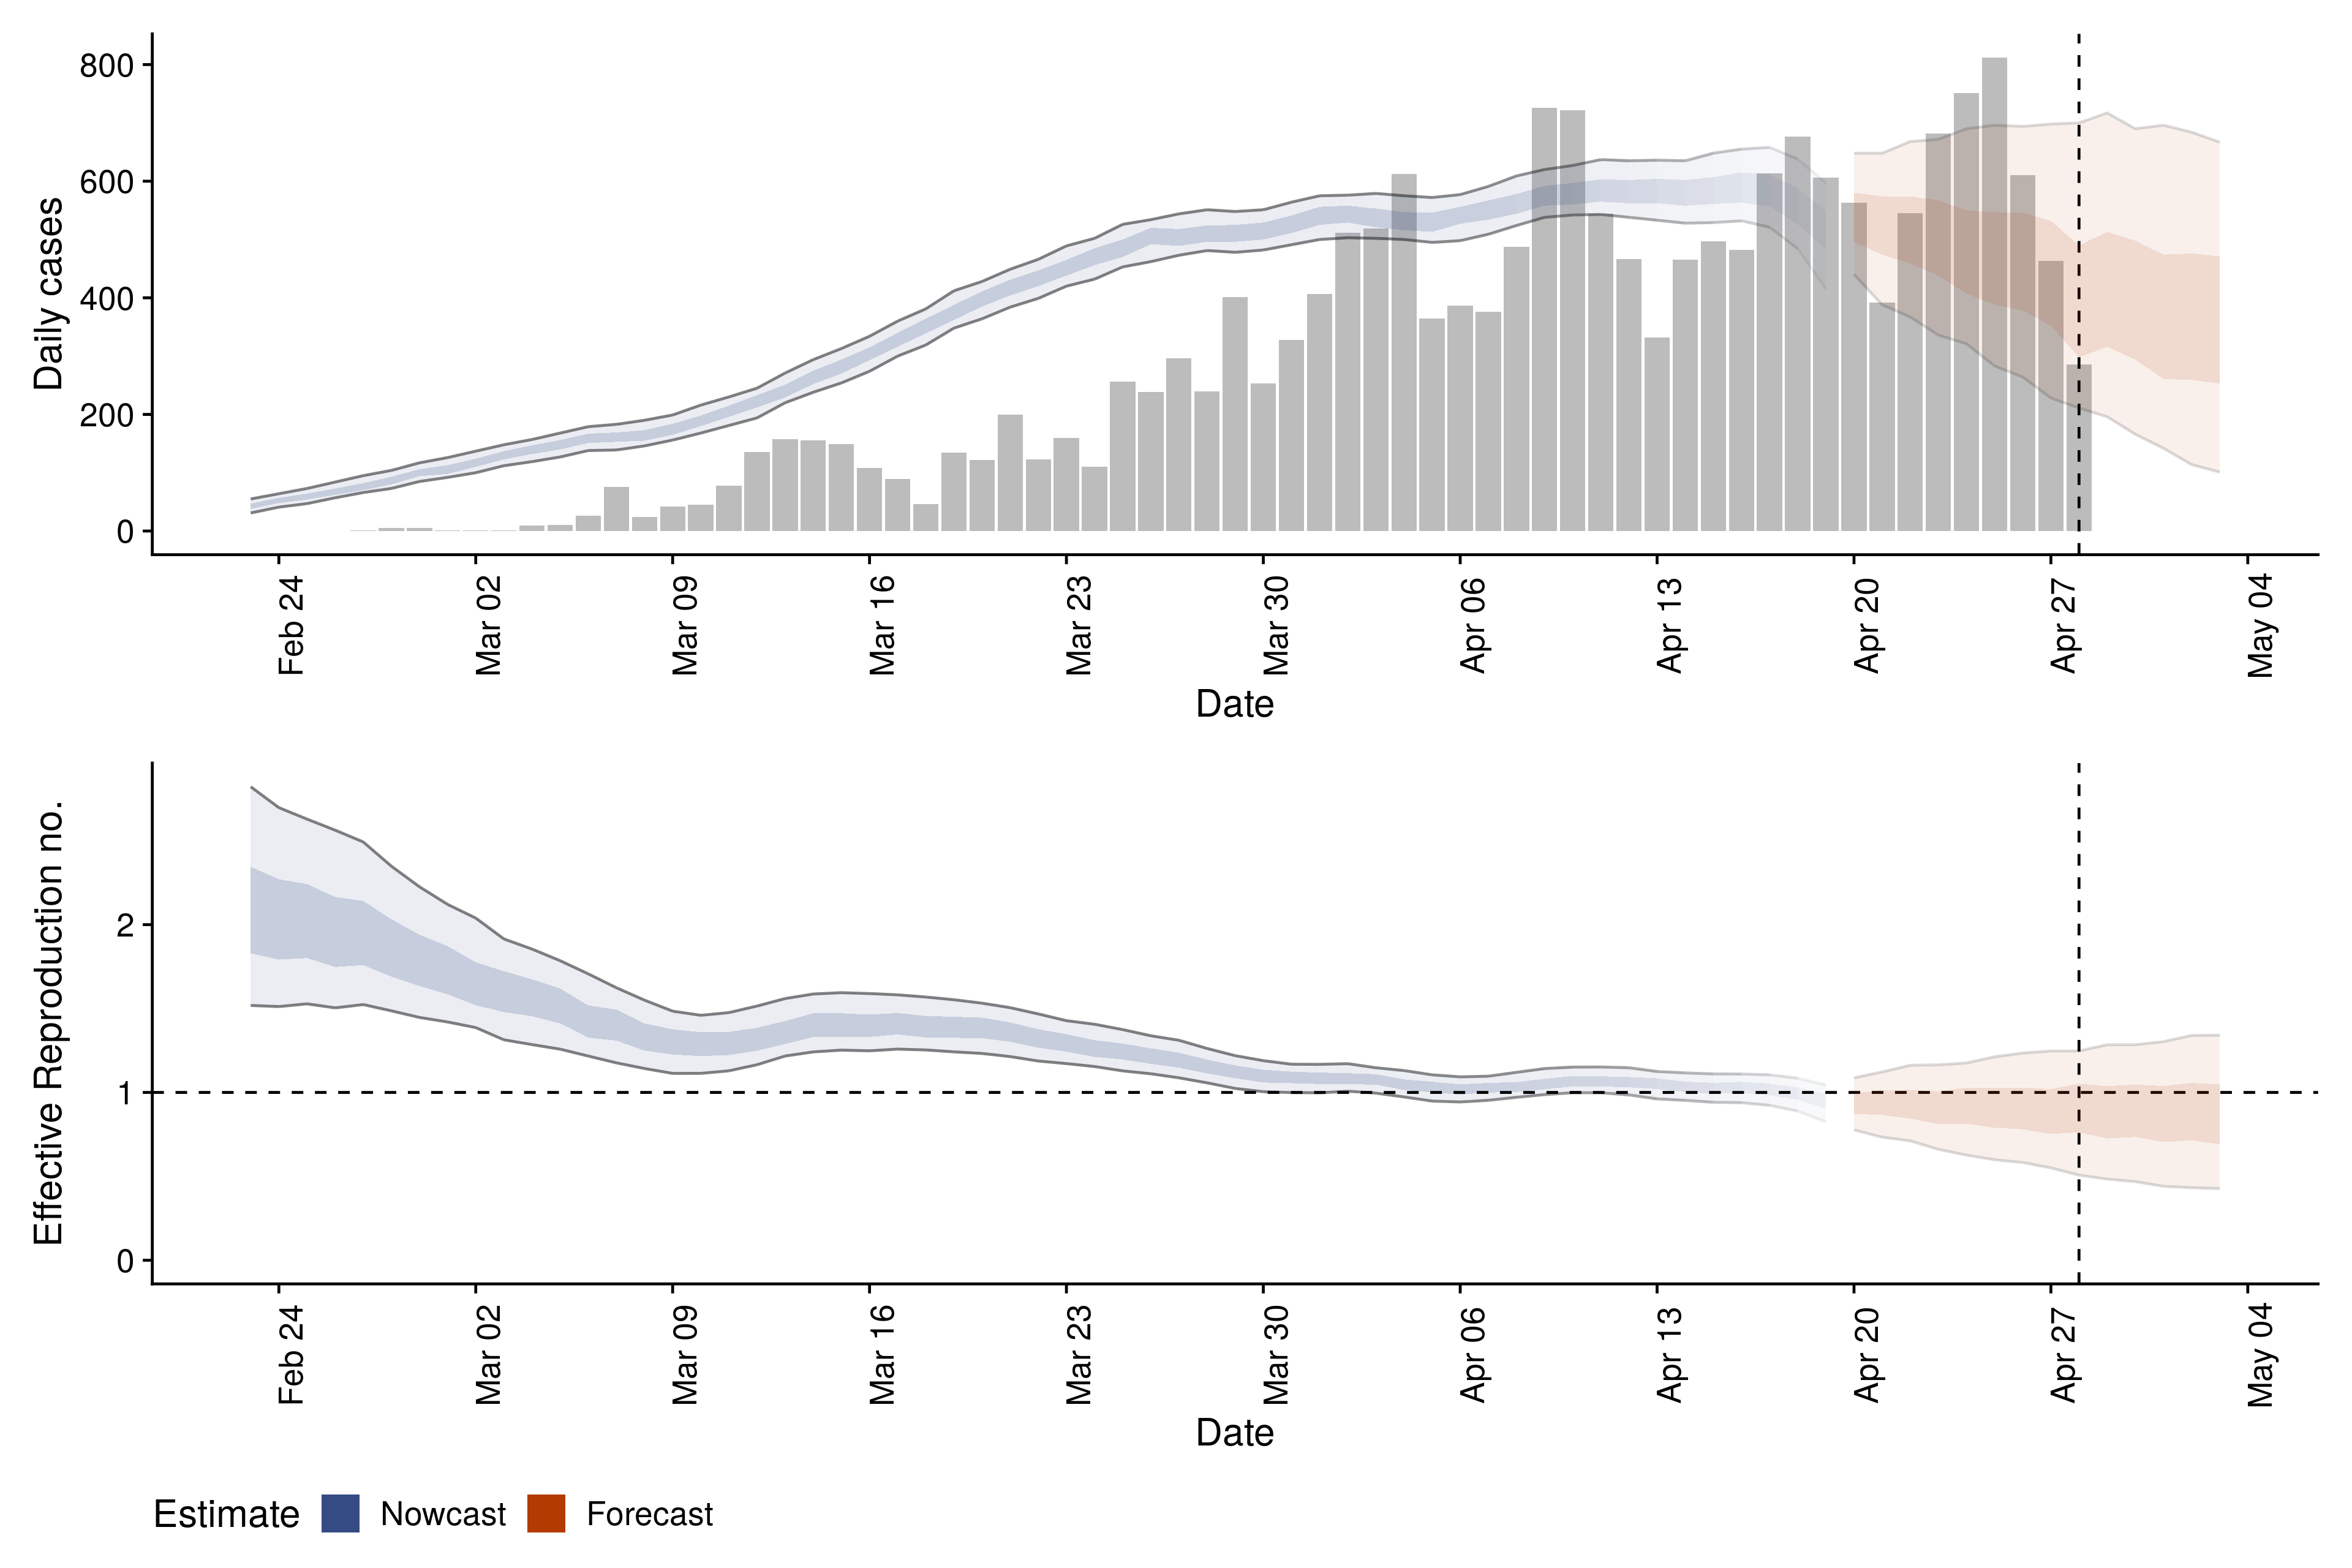 Daily cases
800
600
400
200
0
Feb 24
Mar 02
Mar 09
Mar 16
Mar 23
Mar 30
Apr 06
Apr 13
Apr 20
Apr 27
May 04
Date
Effective Reproduction no.
2
1
0
Feb 24
Mar 02
Mar 09
Mar 16
Mar 23
Mar 30
Apr 06
Apr 13
Apr 20
Apr 27
May 04
Date
Estimate Nowcast Forecast